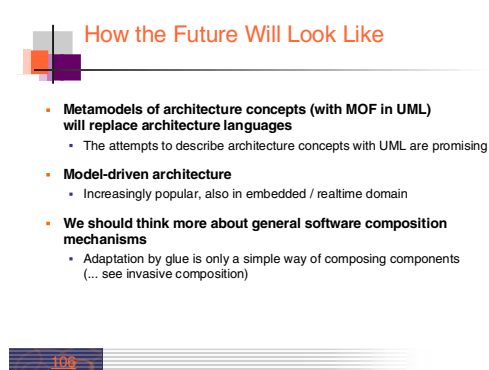 How the Future Will Look Like
▪ Metamodels of architecture concepts (with MOF in UML)
will replace architecture languages
▪ The attempts to describe architecture concepts with UML are promising
▪ Model-driven architecture
▪ Increasingly popular, also in embedded / realtime domain
▪ We should think more about general software composition
mechanisms
▪ Adaptation by glue is only a simple way of composing components
(... see invasive composition)
106